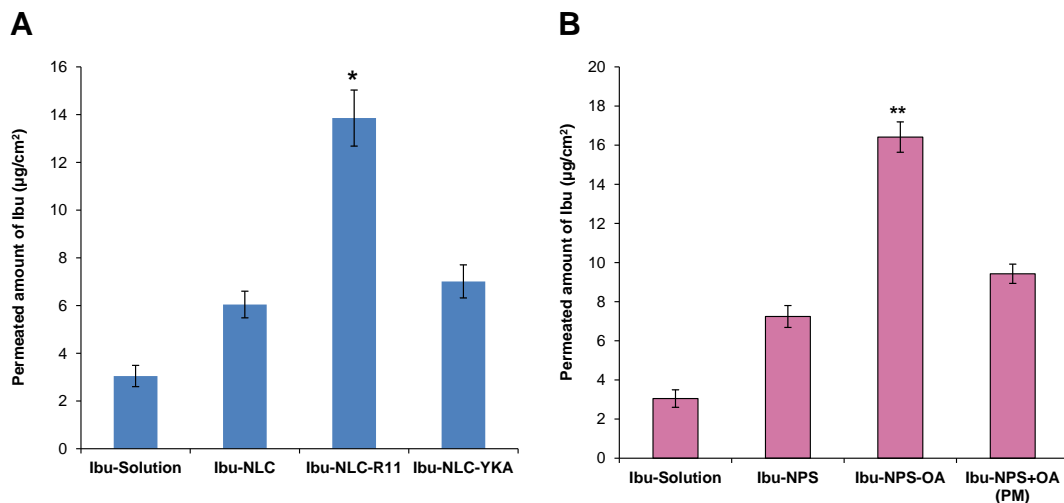 A
Permeated amount of Ibu (µg/cm²)
16
14
12
10
8
6
4
2
0
*
Ibu-Solution
Ibu-NLC
Ibu-NLC-R11
Ibu-NLC-YKA
B
Permeated amount of Ibu (µg/cm²)
20
18
16
14
12
10
8
6
4
2
0
**
Ibu-Solution
Ibu-NPS
Ibu-NPS-OA
Ibu-NPS+OA
(PM)